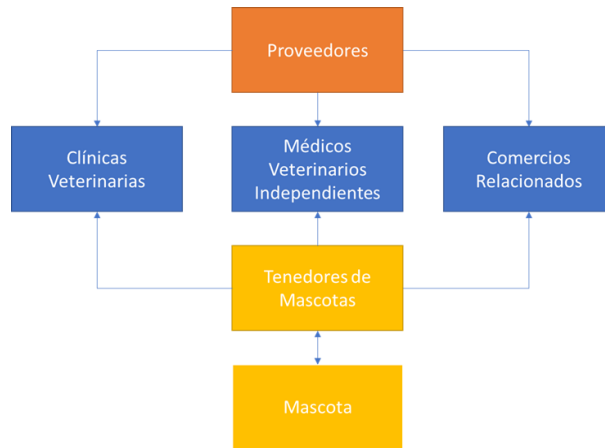 Proveedores
Clínicas
Veterinarias
Médicos
Veterinarios
Independientes
Comercios
Relacionados
Tenedores de
Mascotas
Mascota